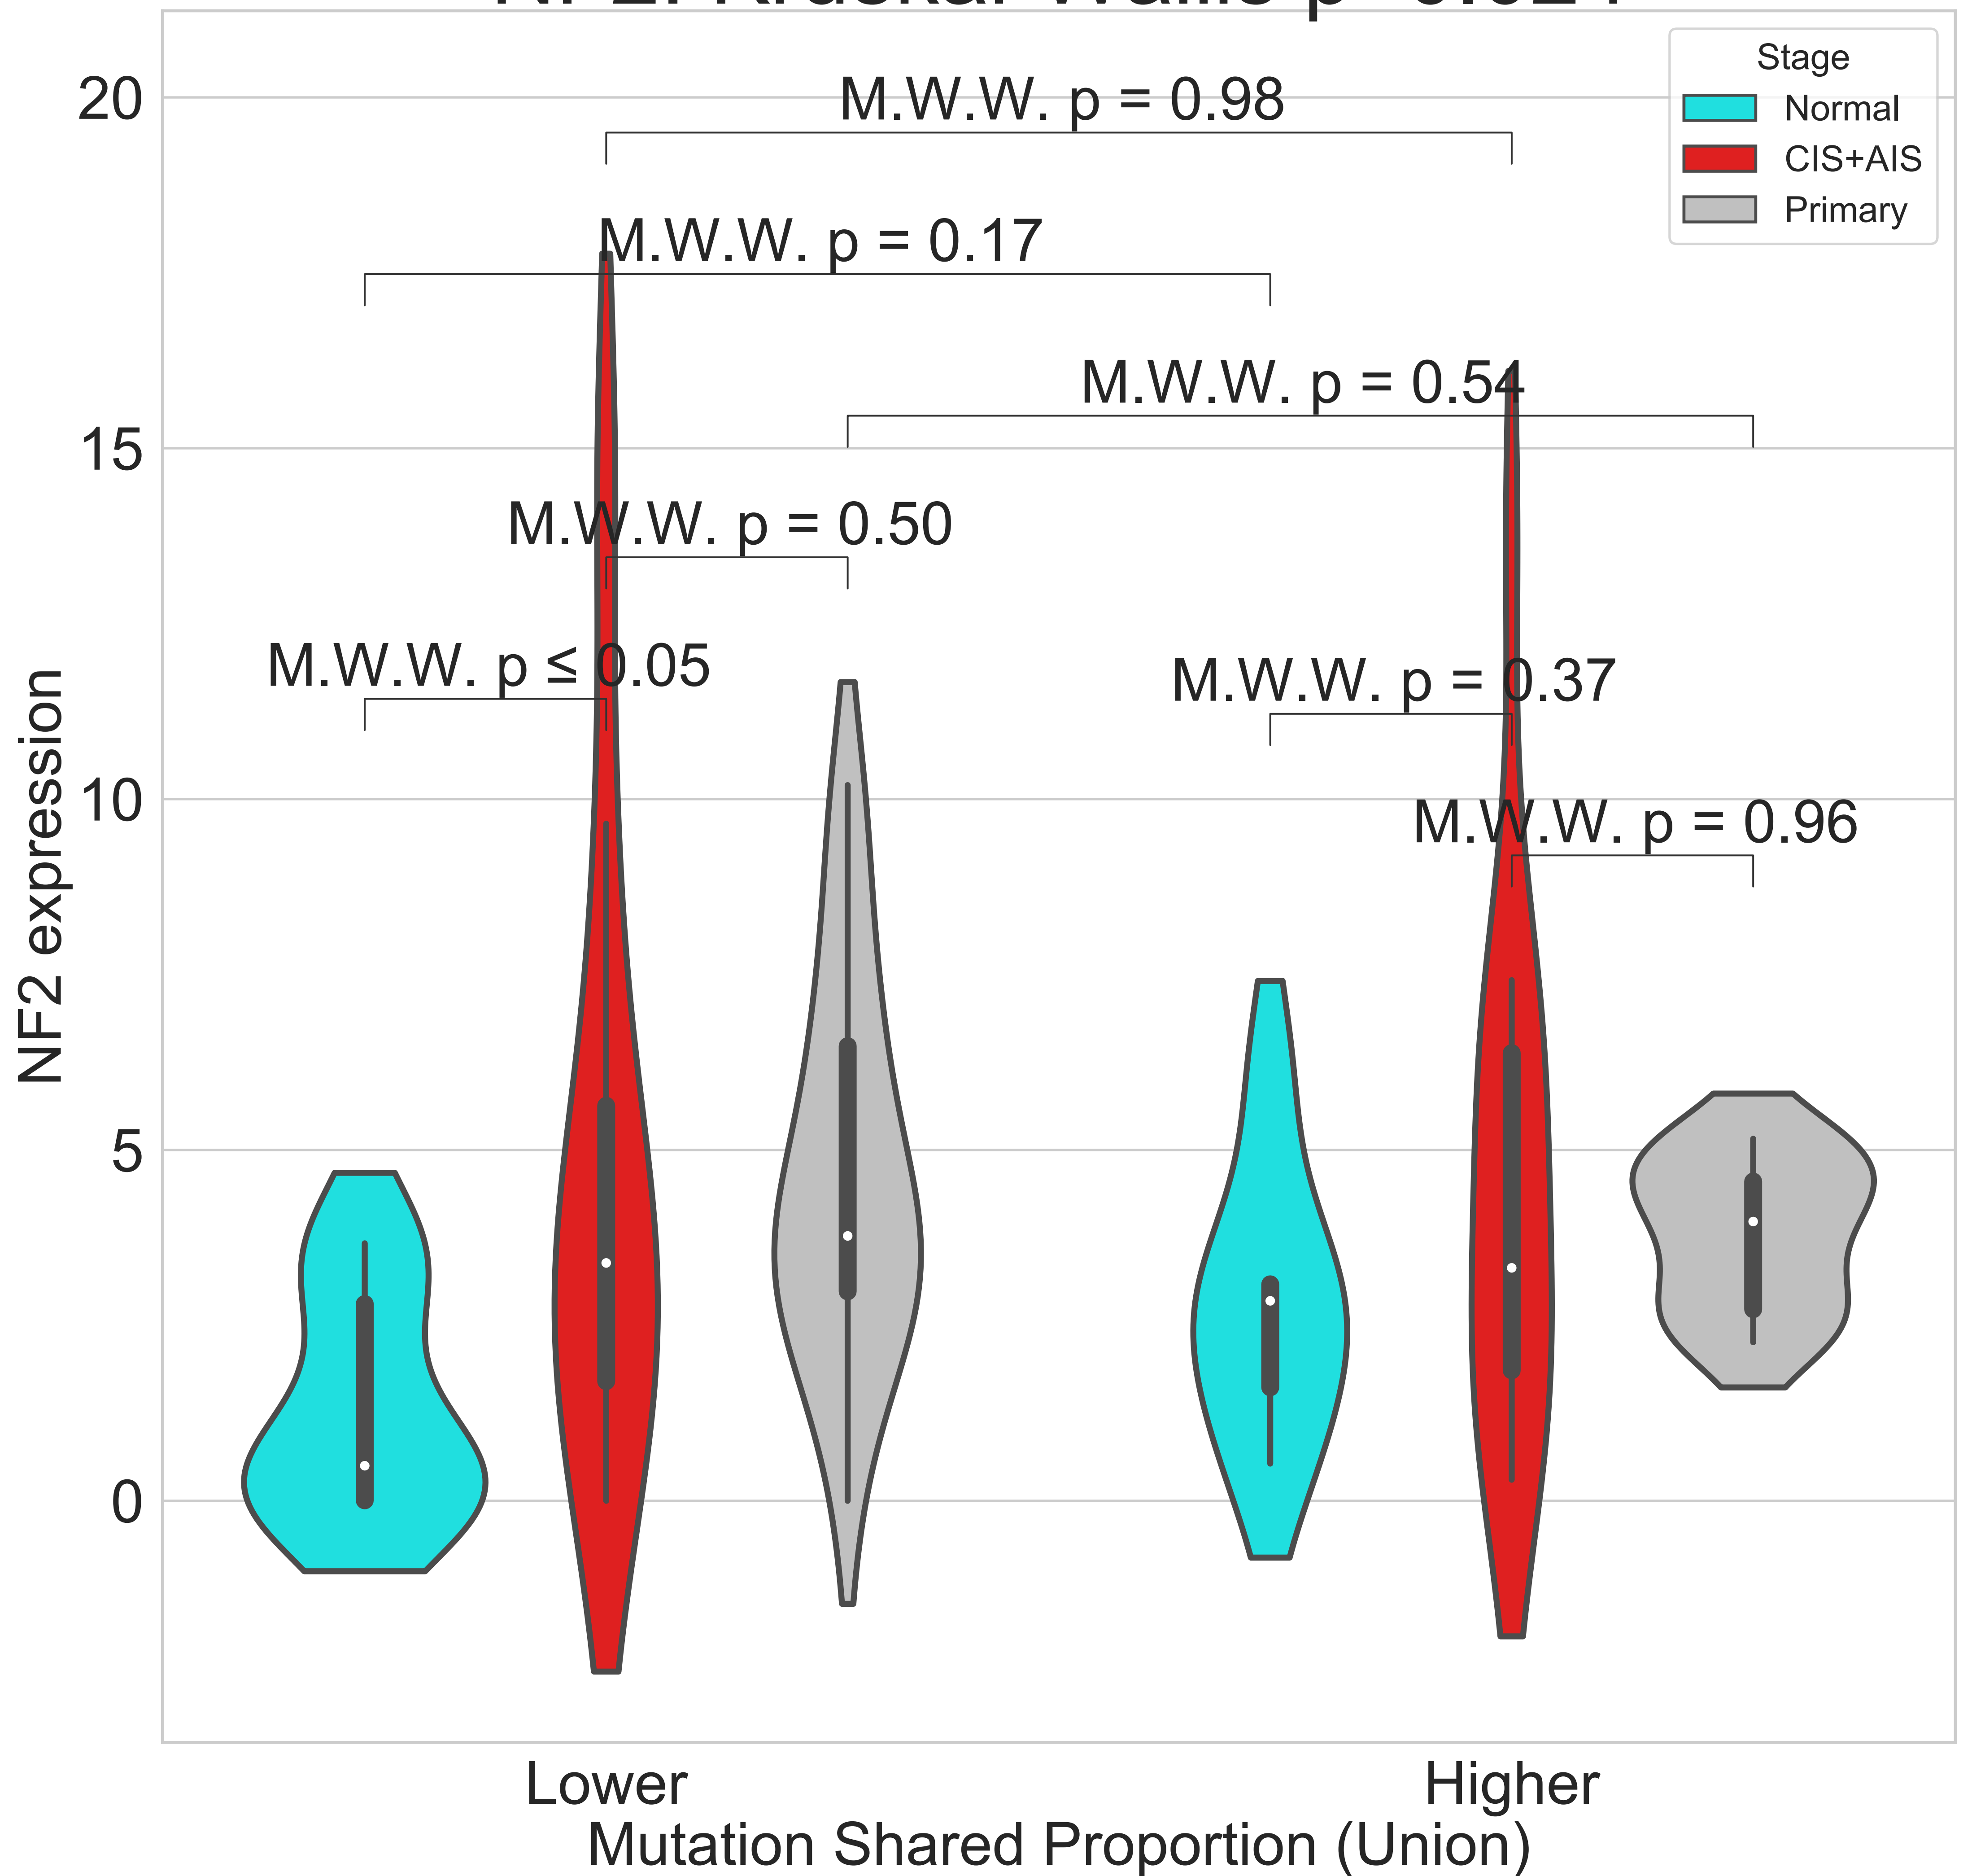 Stage
Normal
CIS+AIS
Primary
M.W.W. p = 0.98
M.W.W. p = 0.17
M.W.W. p = 0.54
M.W.W. p = 0.50
M.W.W. p ≤ 0.05
M.W.W. p = 0.37
M.W.W. p = 0.96
20
15
10
5
0
NF2 expression
Lower
Higher
Mutation Shared Proportion (Union)